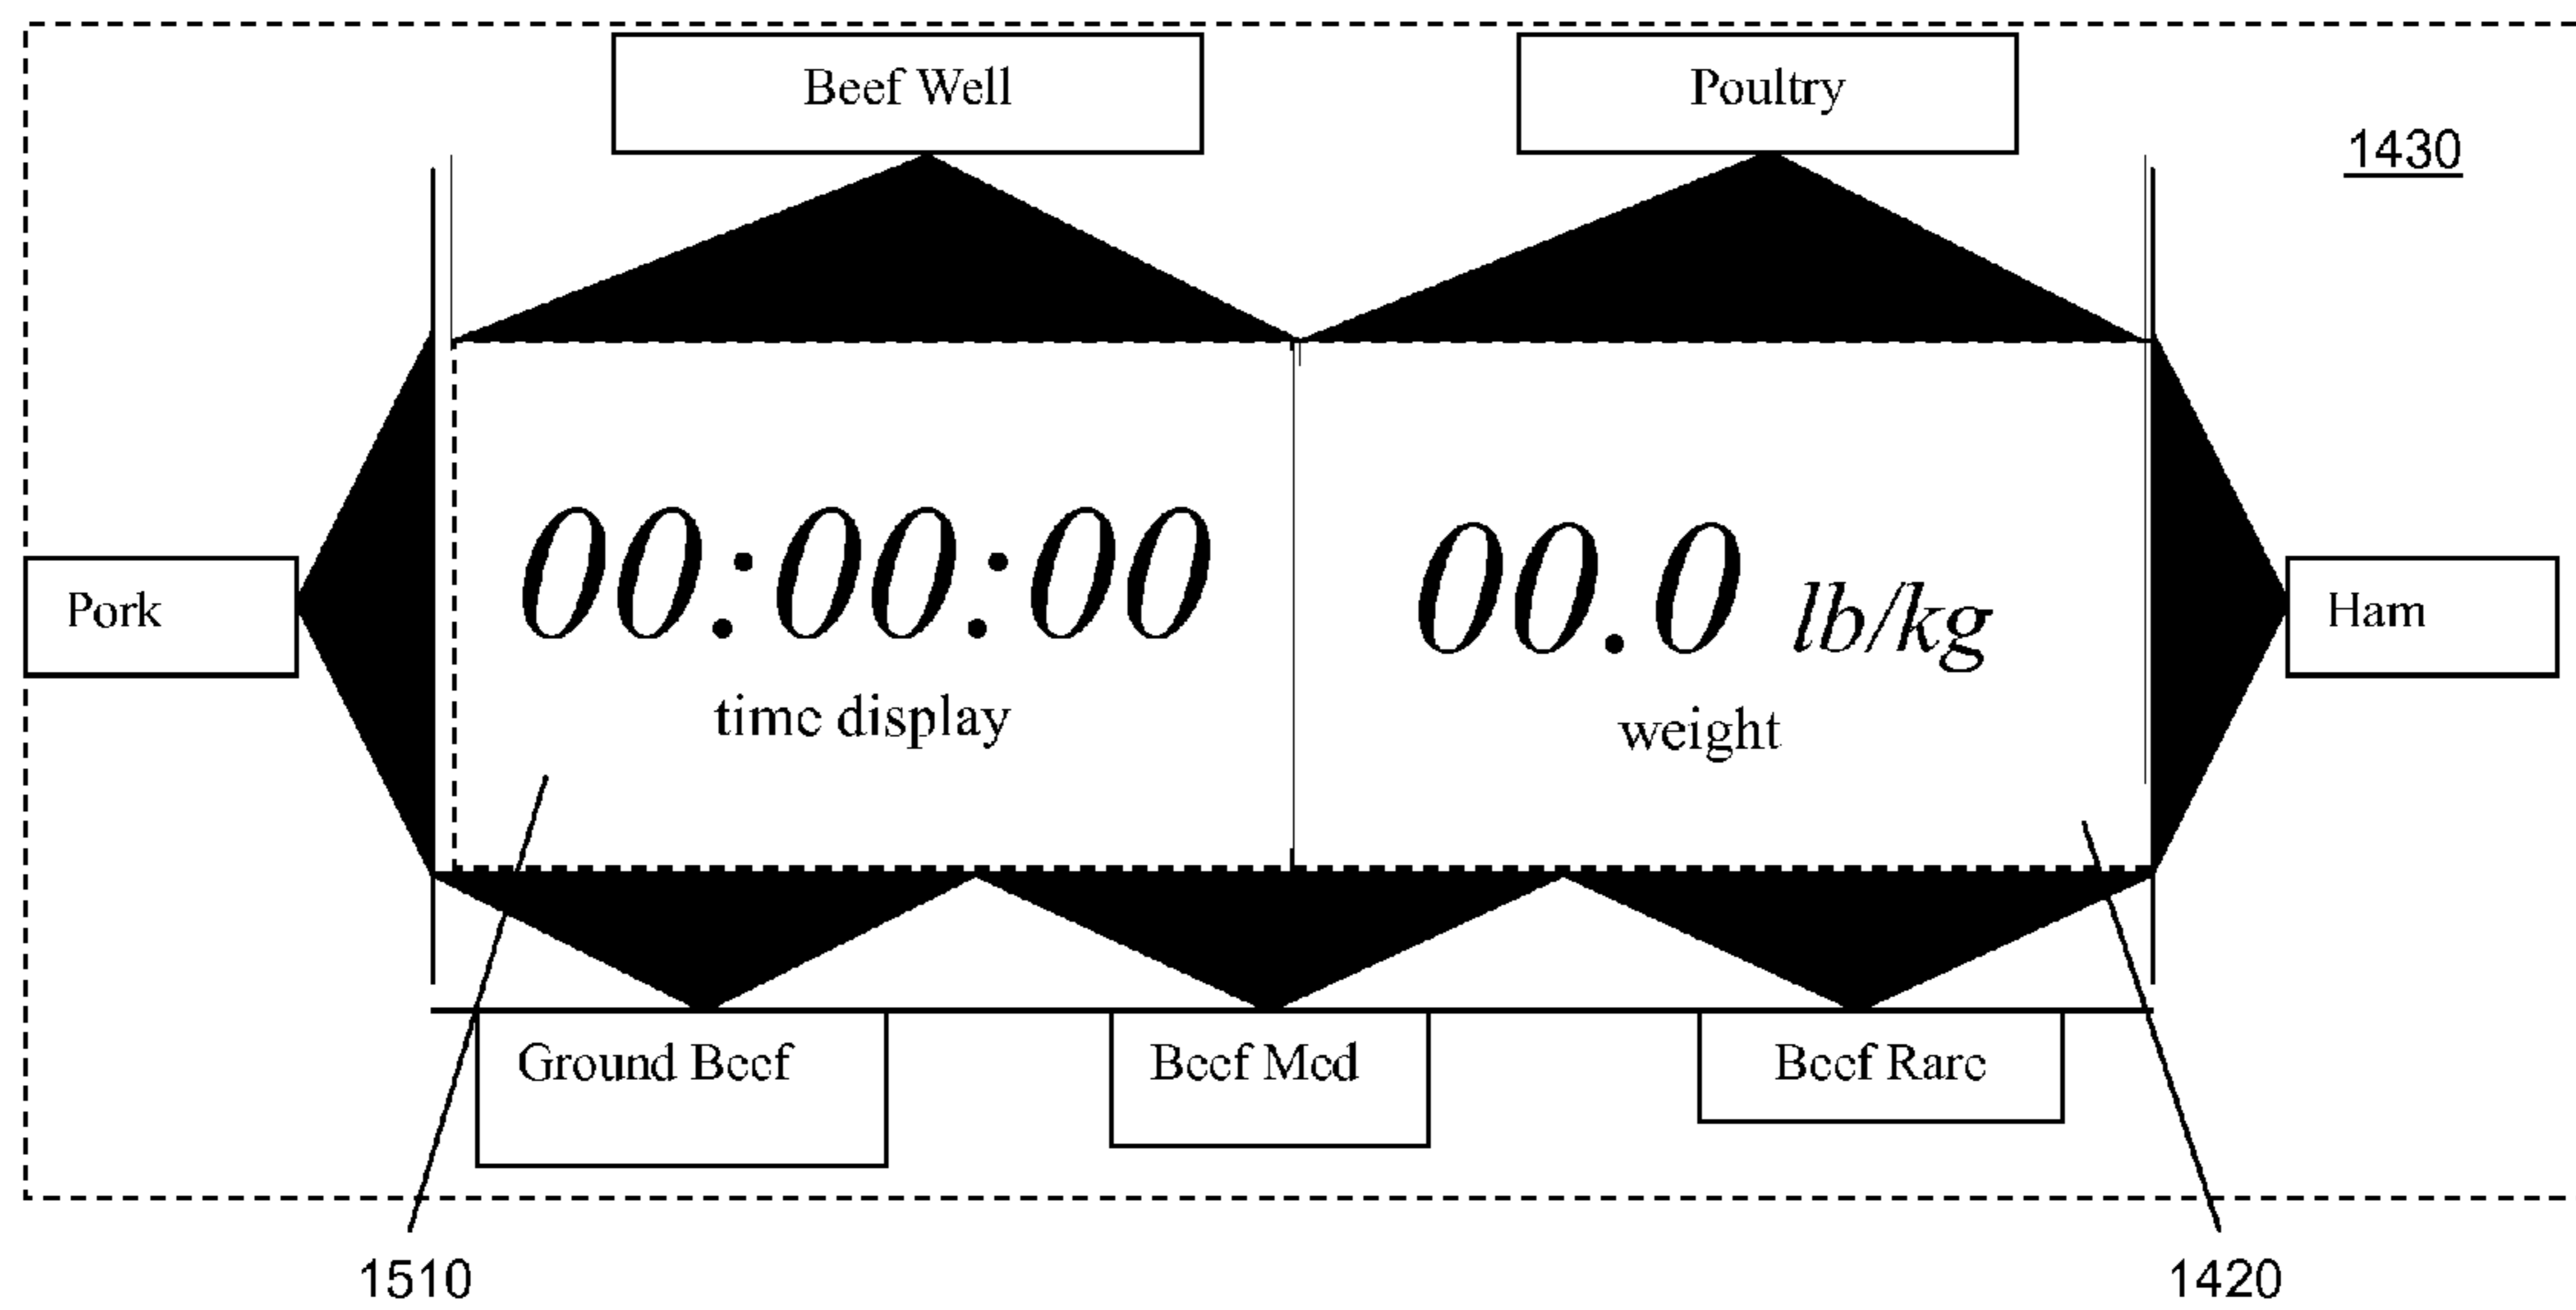 Beef Well
Poultry
1430
00:00:00
00.0 lb/kg
Pork
Ham
time display
weight
Ground Beef
Beef Med
Beef Rare
1510
1420